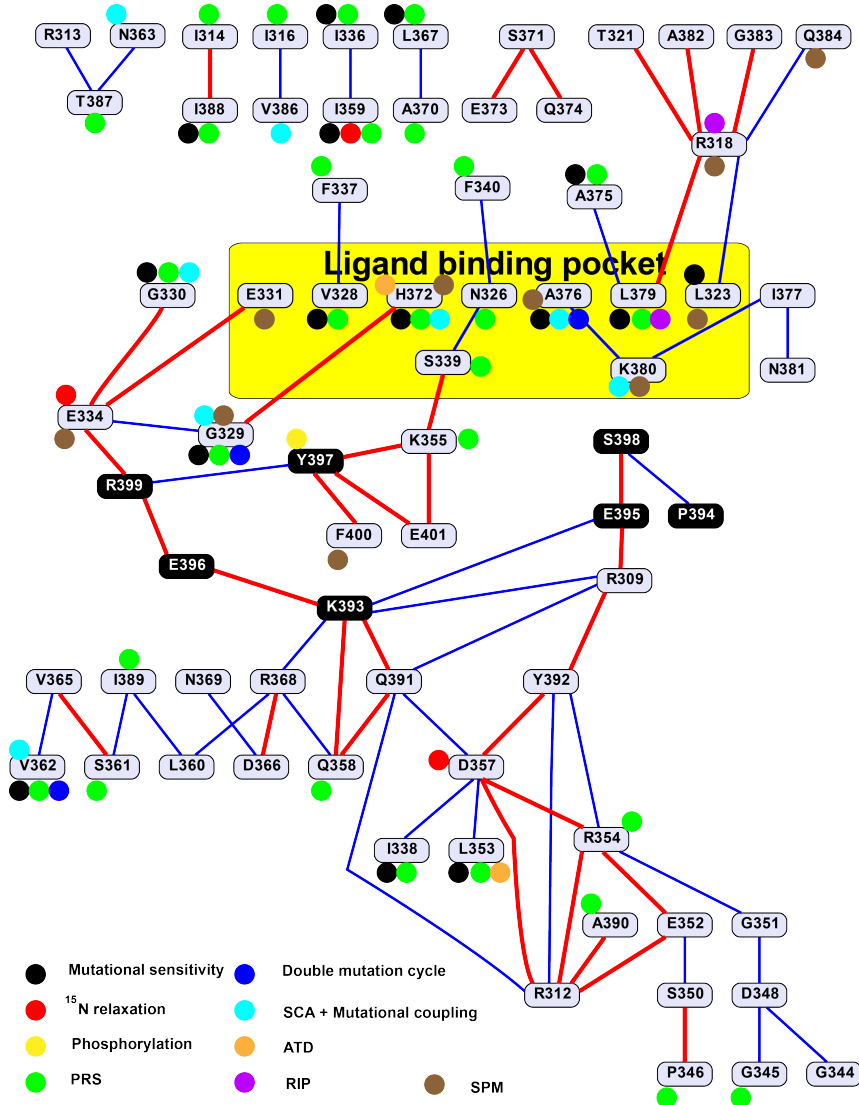 R313 N363 I314 I316 I336 L367 S371 T321 A382 G383 Q384
T387 I388 V386 I359 A370 E373 Q374
R318
F337 F340 A375
Ligand binding pocket
G330 E331 V328 H372 N326 A376 L379 L323 I377
S339 K380 N381
E334 G329 K355 S398
Y397
R399 E395 P394
F400 E401
E396 R309
K393
V365 I389 N369 R368 Q391 Y392
V362 S361 L360 D366 Q358 D357
I338 L353 R354
A390 E352 G351
R312 S350 D348
P346 G345 G344
Mutational sensitivity
Double mutation cycle
15N relaxation
SCA + Mutational coupling
Phosphorylation
ATD
PRS
RIP
SPM